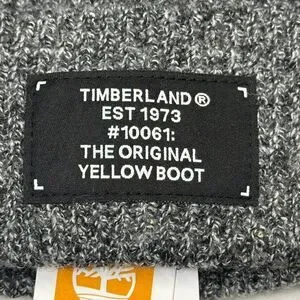 TIMBERLAND®
EST 1973
#10061:
THE ORIGINAL
YELLOW BOOT